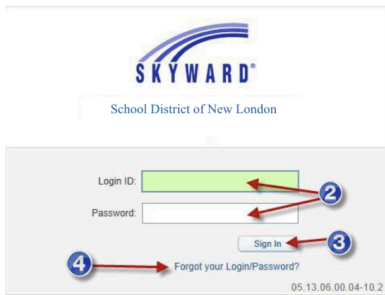 SKYWARD®
School District of New London
Login ID:
2
Password:
Sign In
3
4
Forgot your Login/Password?
05.13.06.00.04-10.2